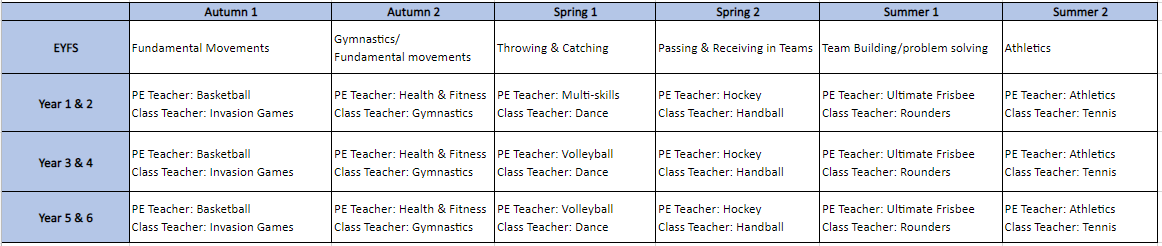 Autumn 1 Autumn 2 Spring 1 Spring 2 Summer 1 Summer 2
EYFS
Fundamental Movements
Gymnastics/
Fundamental movements
Throwing & Catching
Passing & Receiving in Teams
Team Building/problem solving
Athletics
Year 1 & 2
PE Teacher: Basketball
Class Teacher: Invasion Games
PE Teacher: Health & Fitness
Class Teacher: Gymnastics
PE Teacher: Multi-skills
Class Teacher: Dance
PE Teacher: Hockey
Class Teacher: Handball
PE Teacher: Ultimate Frisbee
Class Teacher: Rounders
PE Teacher: Athletics
Class Teacher: Tennis
Year 3 & 4
PE Teacher: Basketball
Class Teacher: Invasion Games
PE Teacher: Health & Fitness
Class Teacher: Gymnastics
PE Teacher: Volleyball
Class Teacher: Dance
PE Teacher: Hockey
Class Teacher: Handball
PE Teacher: Ultimate Frisbee
Class Teacher: Rounders
PE Teacher: Athletics
Class Teacher: Tennis
Year 5 & 6
PE Teacher: Basketball
Class Teacher: Invasion Games
PE Teacher: Health & Fitness
Class Teacher: Gymnastics
PE Teacher: Volleyball
Class Teacher: Dance
PE Teacher: Hockey
Class Teacher: Handball
PE Teacher: Ultimate Frisbee
Class Teacher: Rounders
PE Teacher: Athletics
Class Teacher: Tennis